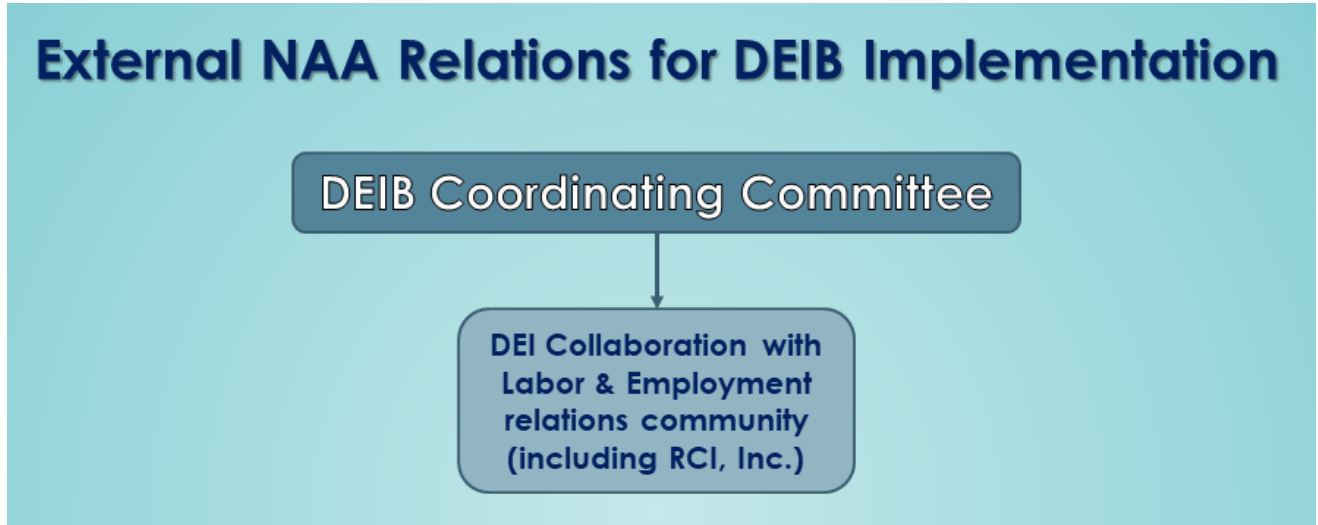 External NAA Relations for DEIB Implementation
DEIB Coordinating Committee
DEI Collaboration with
Labor & Employment
relations community
(including RCI, Inc.)